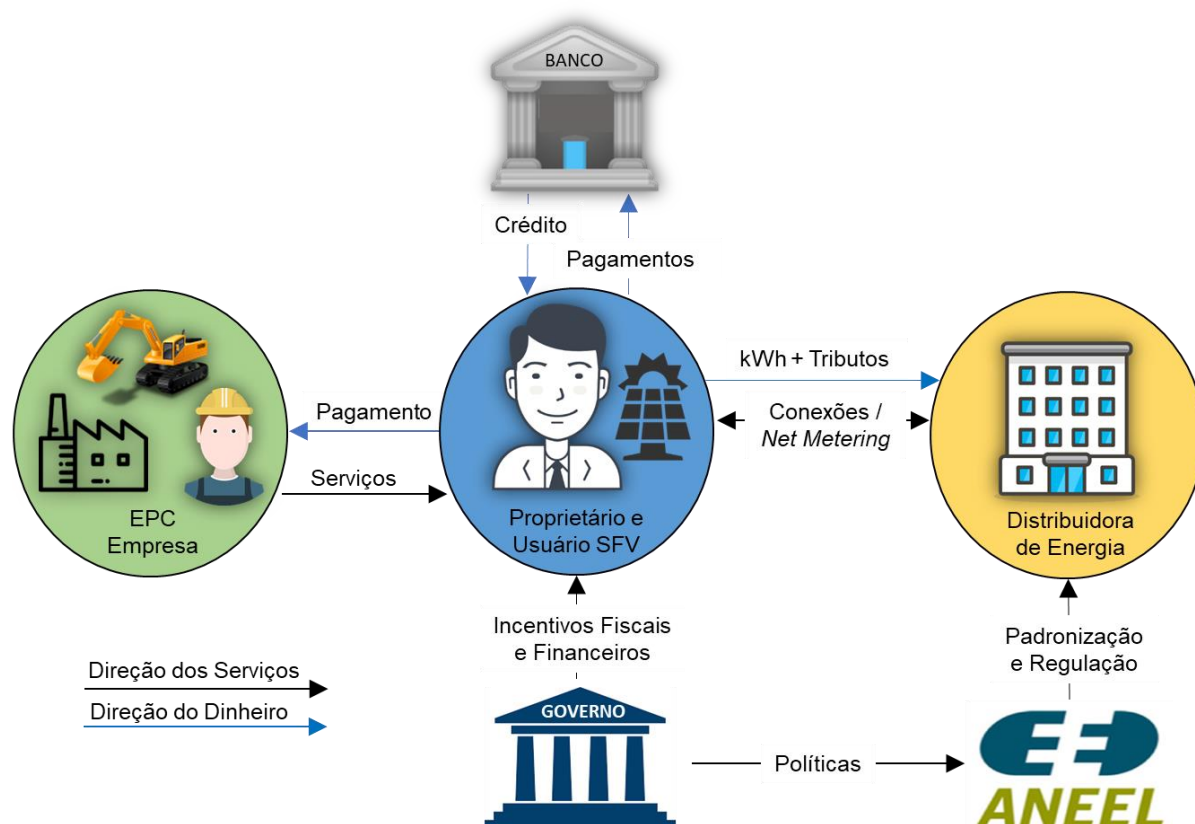 BANCO
Crédito
Pagamentos
kWh + Tributos
Pagamento
Conexões /
Net Metering
Serviços
EPC
Empresa
Proprietário e
Usuário SFV
Distribuidora
de Energia
Incentivos Fiscais
e Financeiros
Padronização
e Regulação
Direção dos Serviços
Direção do Dinheiro
GOVERNO
Políticas
ANEEL